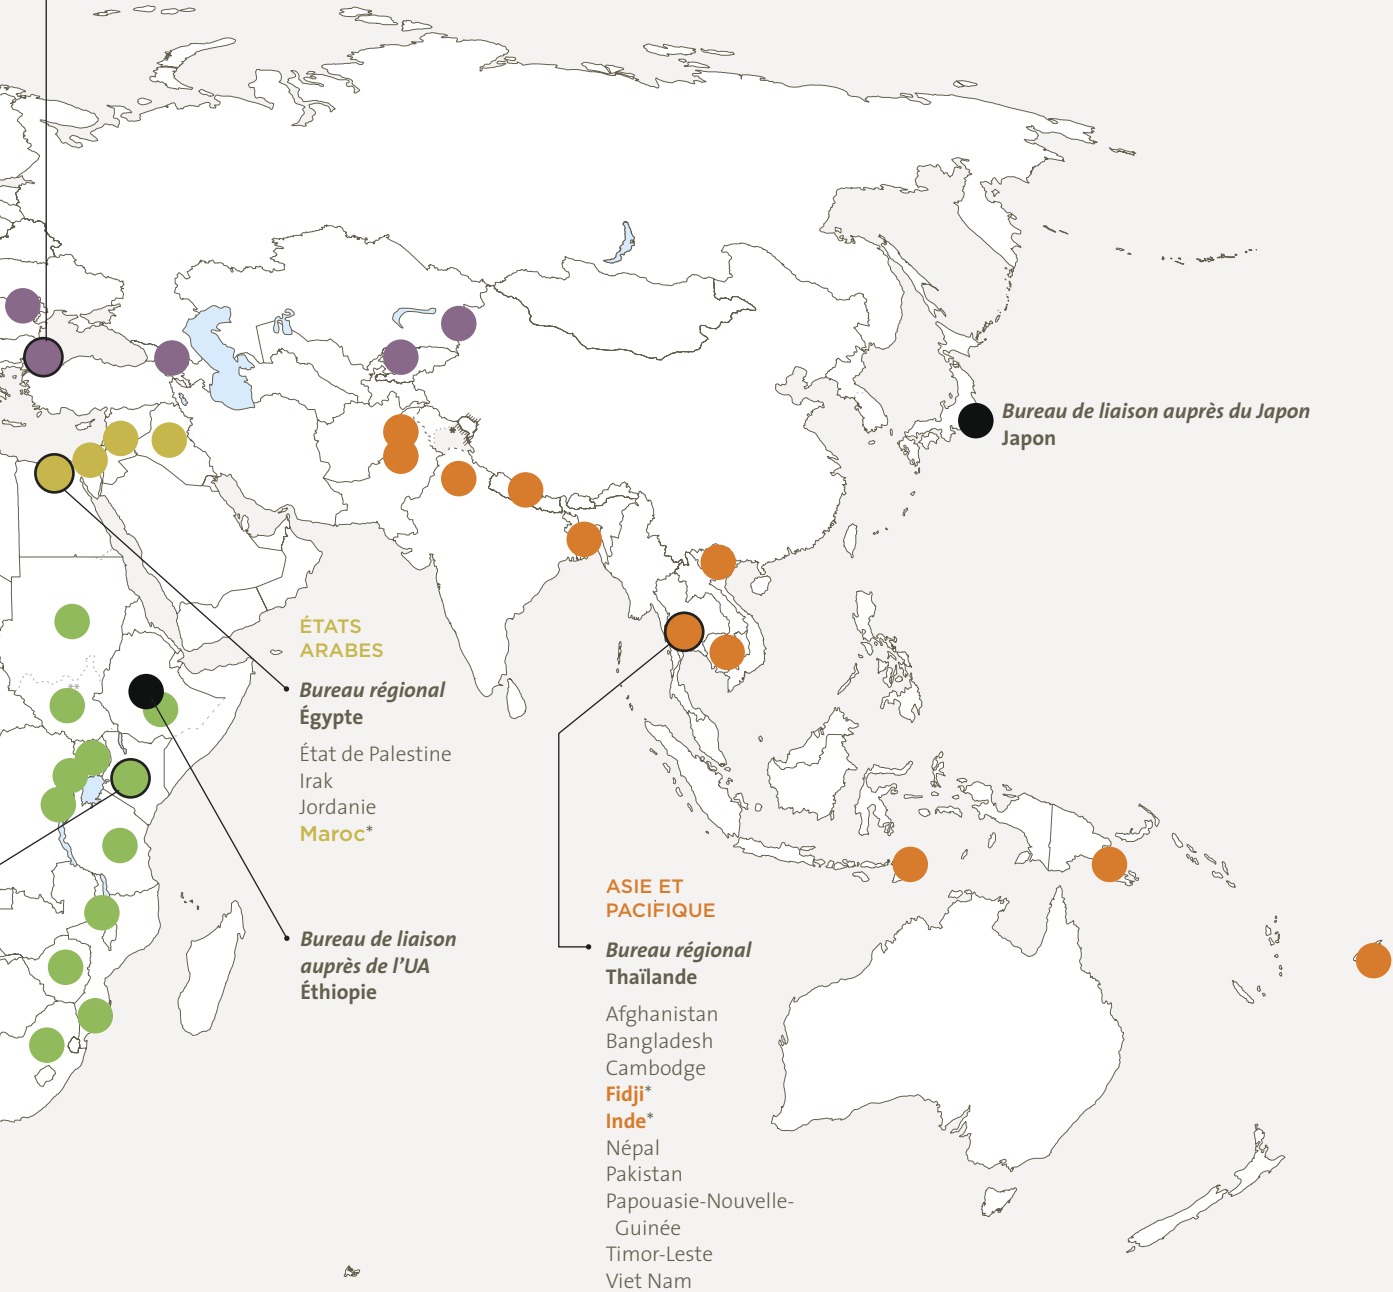 Bureau de liaison auprès du Japon
Japon
*
**
ÉTATS
ARABES
Bureau régional
Égypte
État de Palestine
Irak
Jordanie
Maroc*
Bureau de liaison
auprès de l’UA
Éthiopie
ASIE ET
PACIFIQUE
Bureau régional
Thaïlande
Afghanistan
Bangladesh
Cambodge
Fidji*
Inde*
Népal
Pakistan
Papouasie-Nouvelle-
Guinée
Timor-Leste
Viet Nam